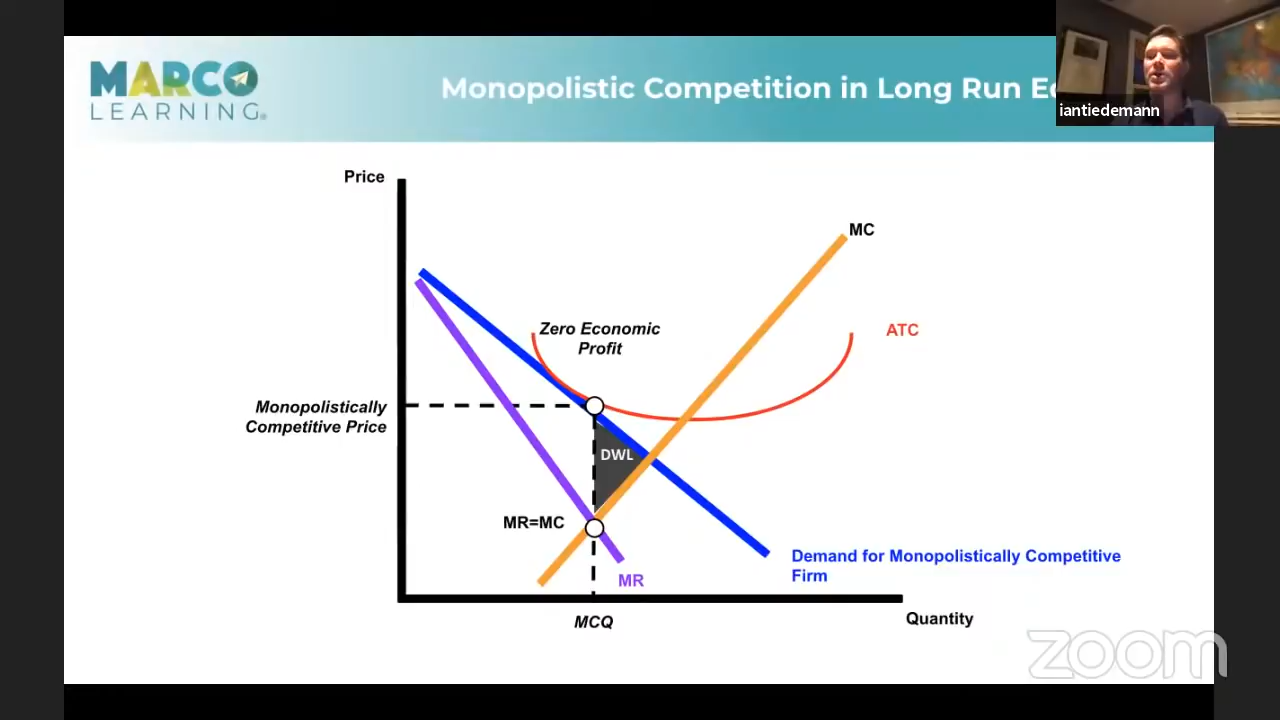 MARCO
LEARNING®
Monopolistic Competition in Long Run
iantiedemann
Price
MC
Zero Economic
Profit
ATC
Monopolistically
Competitive Price
DWL
MR=MC
Demand for Monopolistically Competitive
Firm
MR
MCQ
Quantity
zoom